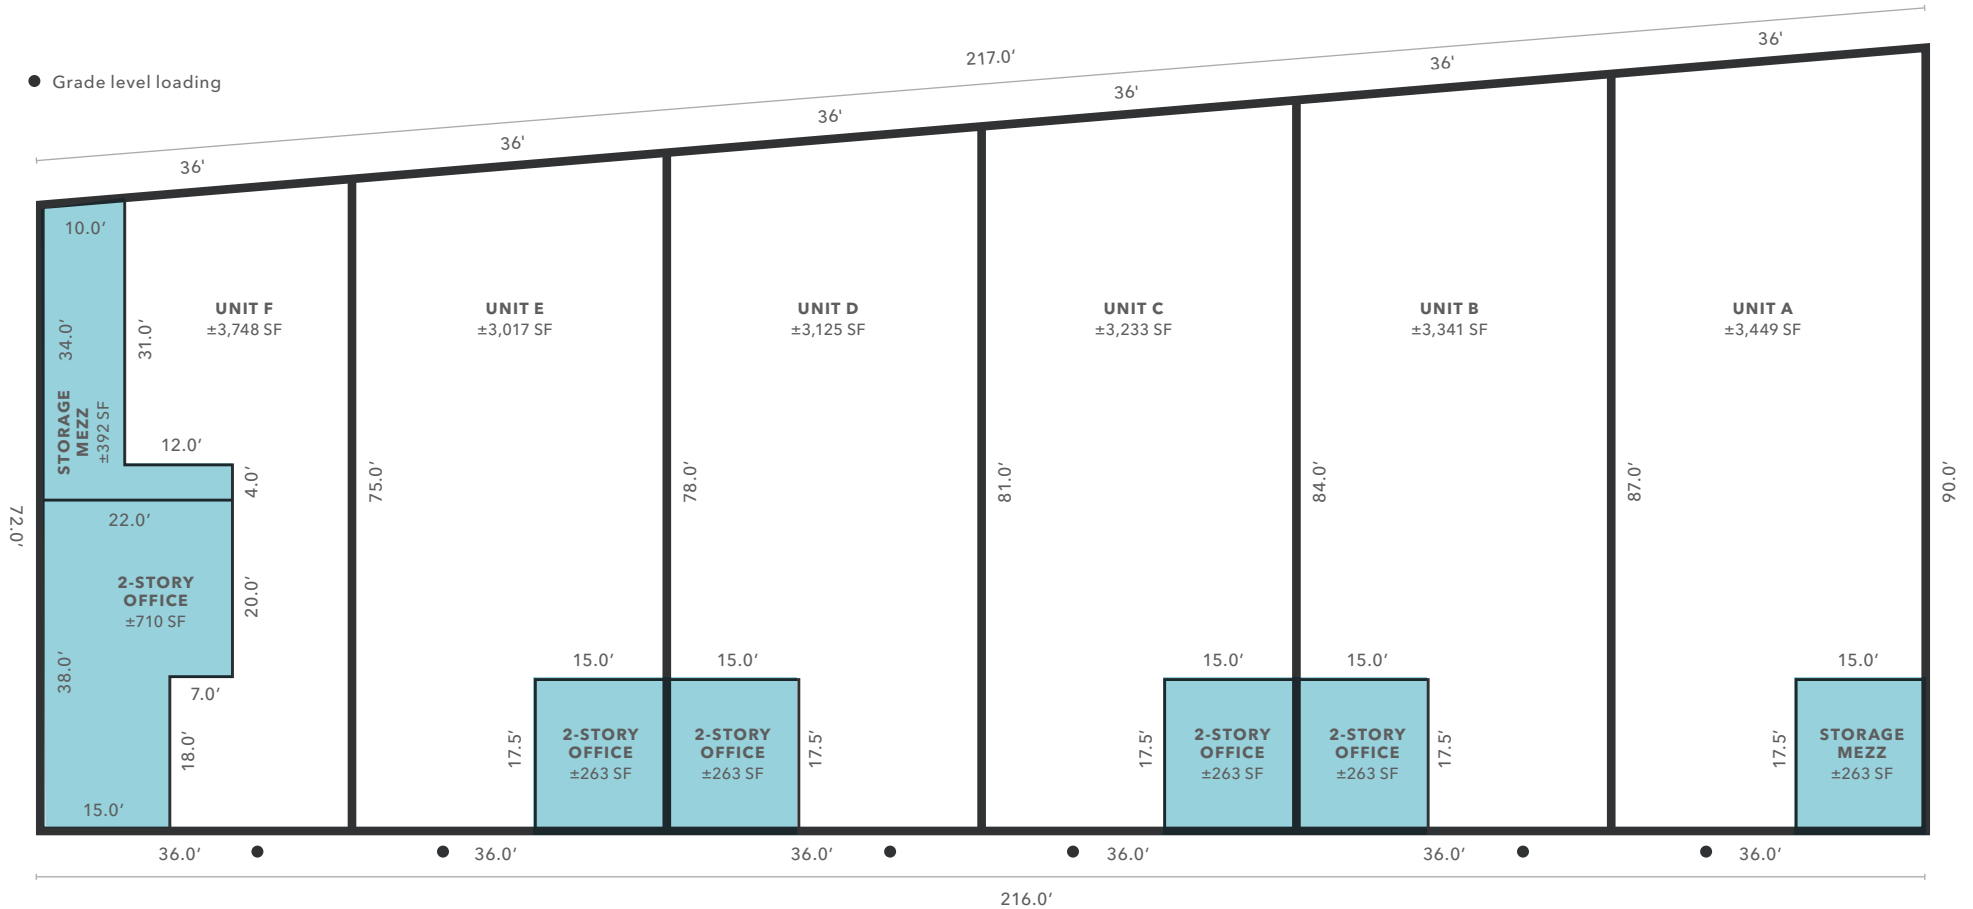 217.0′
36'
36'
36'
36'
36'
36'
Grade level loading
10.0′
34.0′
31.0′
STORAGE
MEZZ
±392 SF
12.0′
4.0′
22.0′
72.0′
2-STORY
OFFICE
±710 SF
20.0′
38.0′
7.0′
18.0′
15.0′
UNIT F
±3,748 SF
75.0′
UNIT E
±3,017 SF
78.0′
UNIT D
±3,125 SF
81.0′
UNIT C
±3,233 SF
84.0′
UNIT B
±3,341 SF
87.0′
UNIT A
±3,449 SF
90.0′
15.0′
17.5′
2-STORY
OFFICE
±263 SF
15.0′
2-STORY
OFFICE
±263 SF
17.5′
15.0′
17.5′
2-STORY
OFFICE
±263 SF
15.0′
2-STORY
OFFICE
±263 SF
17.5′
15.0′
17.5′
STORAGE
MEZZ
±263 SF
36.0′
36.0′
36.0′
36.0′
36.0′
36.0′
216.0′